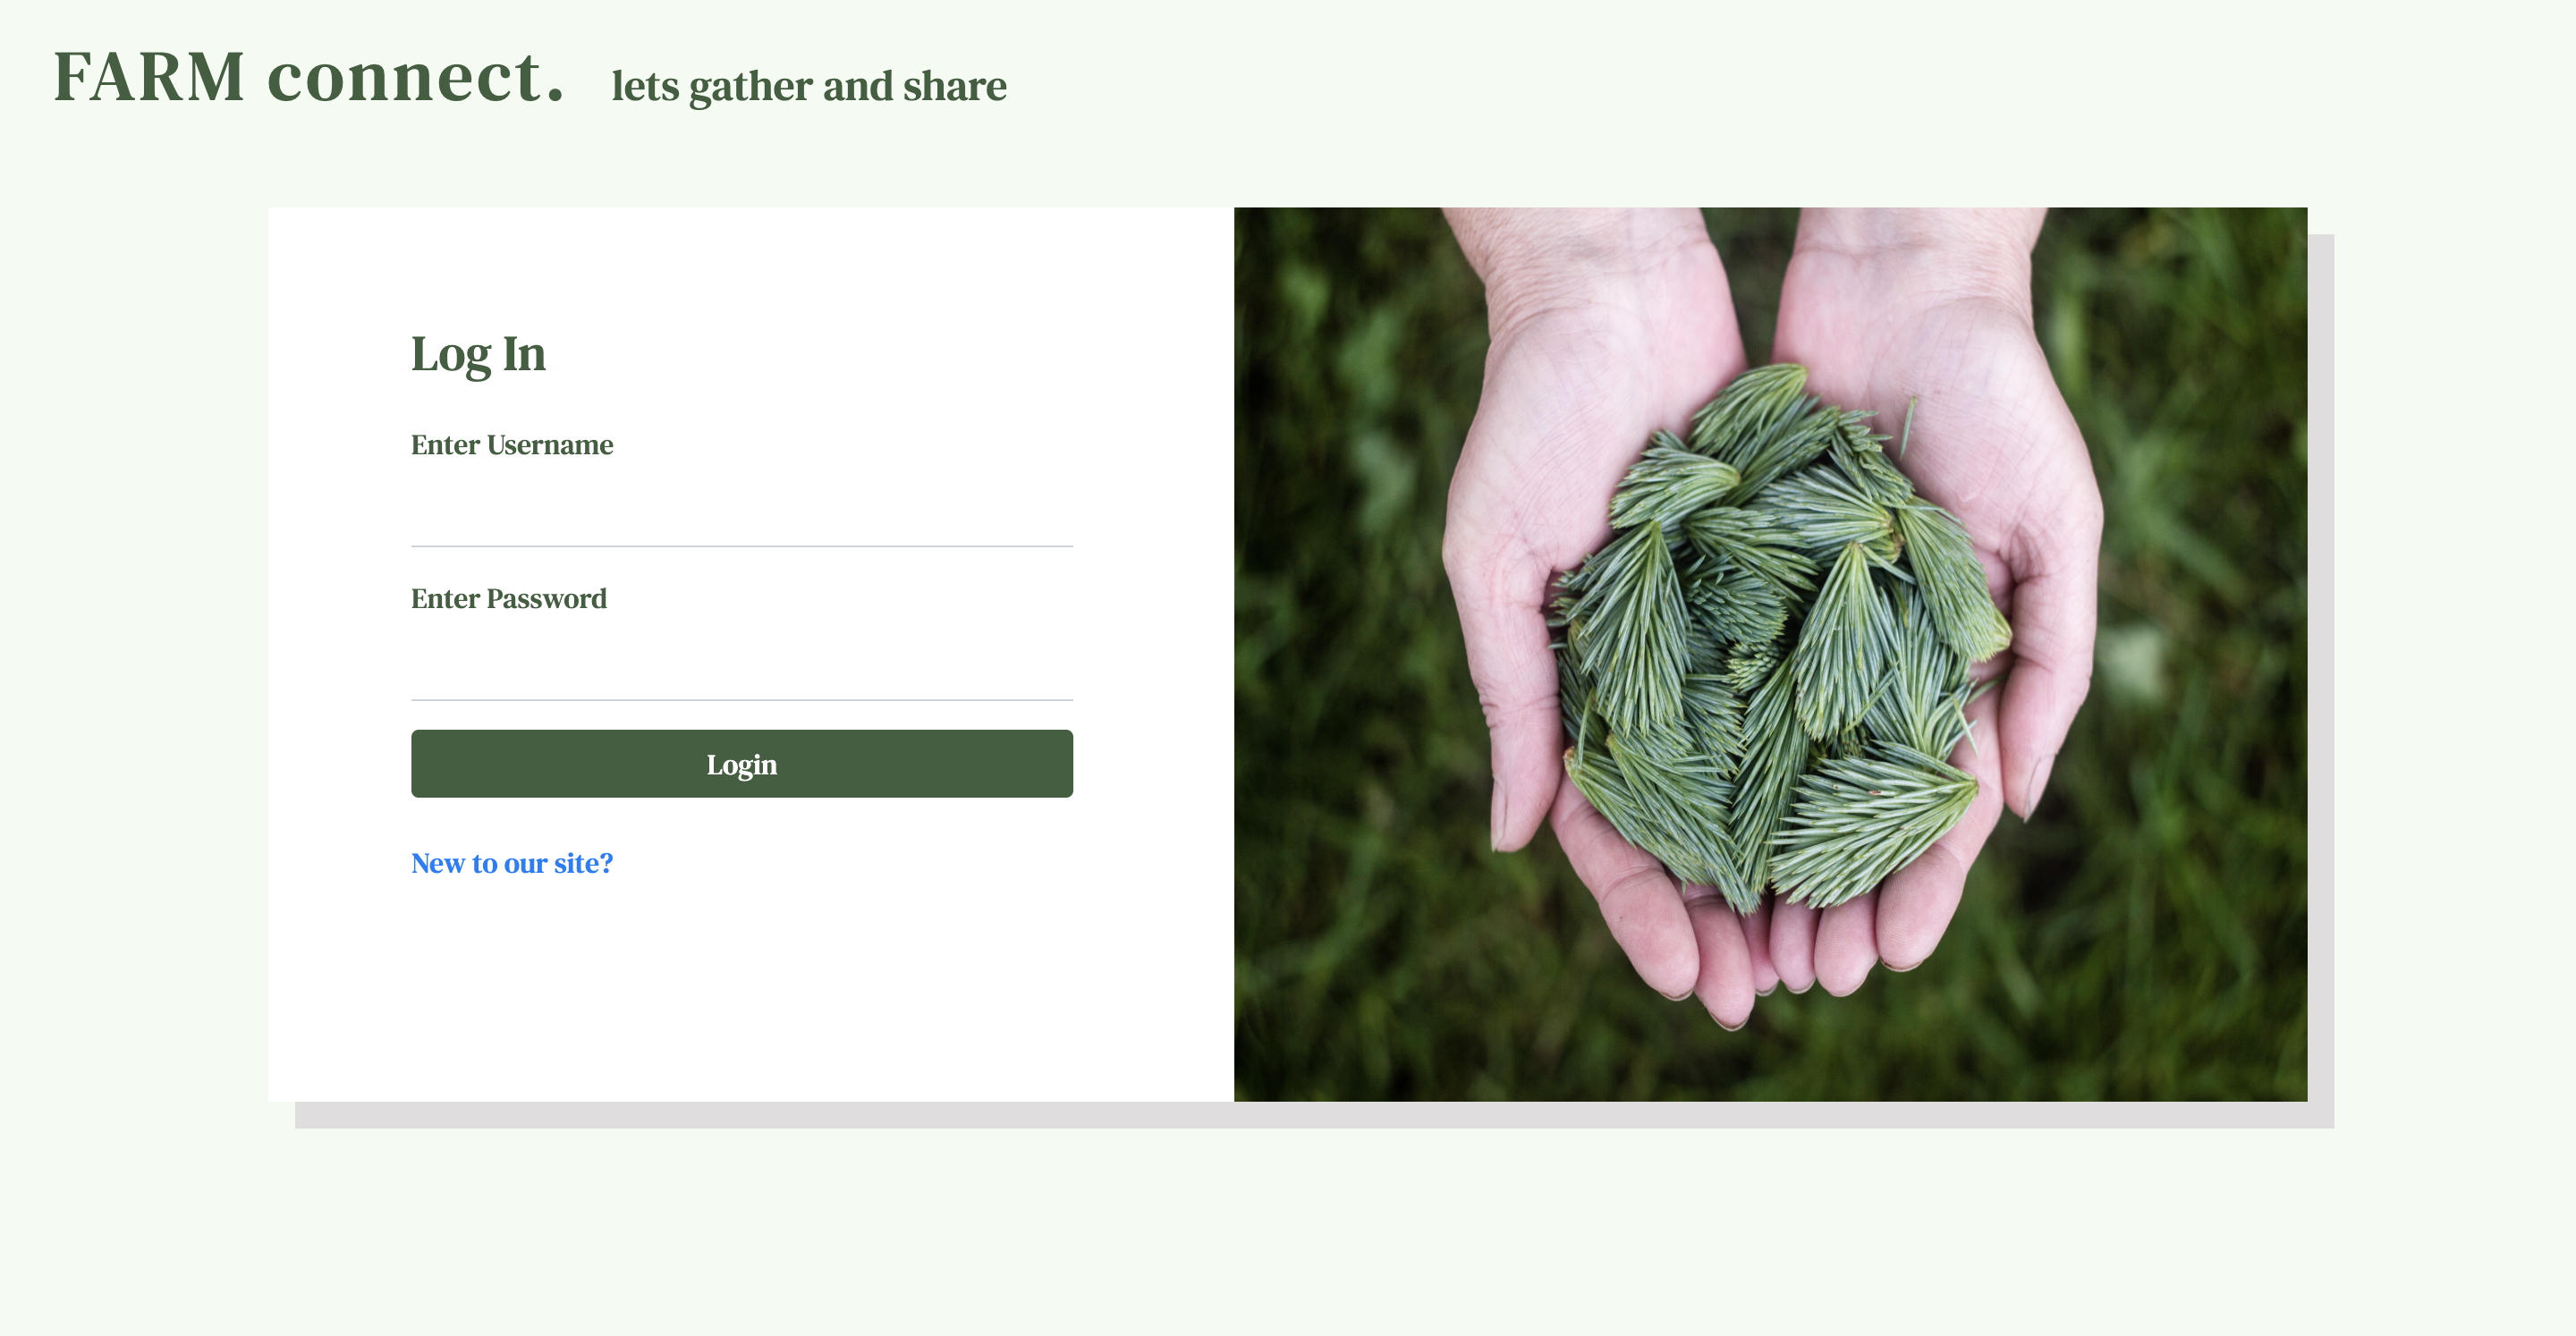 FARM connect. lets gather and share
Log In
Enter Username
Enter Password
Login
New to our site?